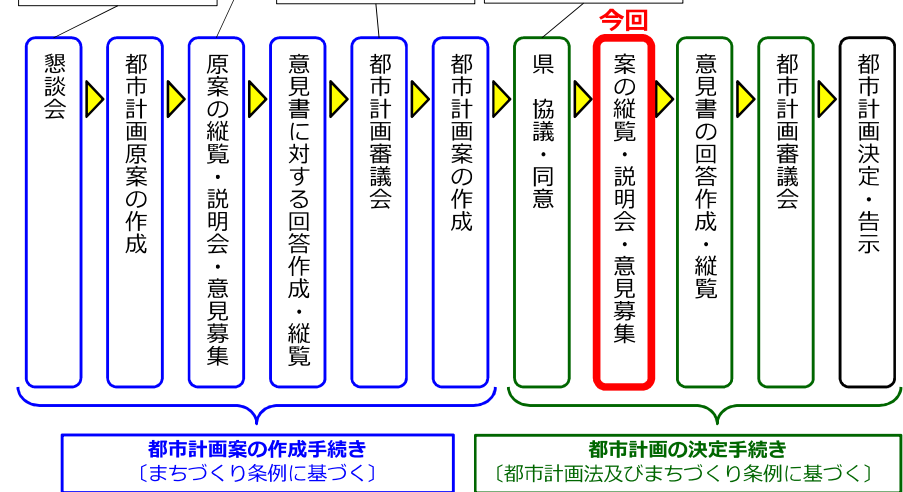 今回
懇談会
都市計画原案の作成
原案の縦覧・説明会・意見募集
意見書に対する回答作成・縦覧
都市計画審議会
都市計画案の作成
県　協議・同意
案の縦覧・説明会・意見募集
意見書の回答作成・縦覧
都市計画審議会
都市計画決定・告示
都市計画案の作成手続き
〔まちづくり条例に基づく〕
都市計画の決定手続き
〔都市計画法及びまちづくり条例に基づく〕